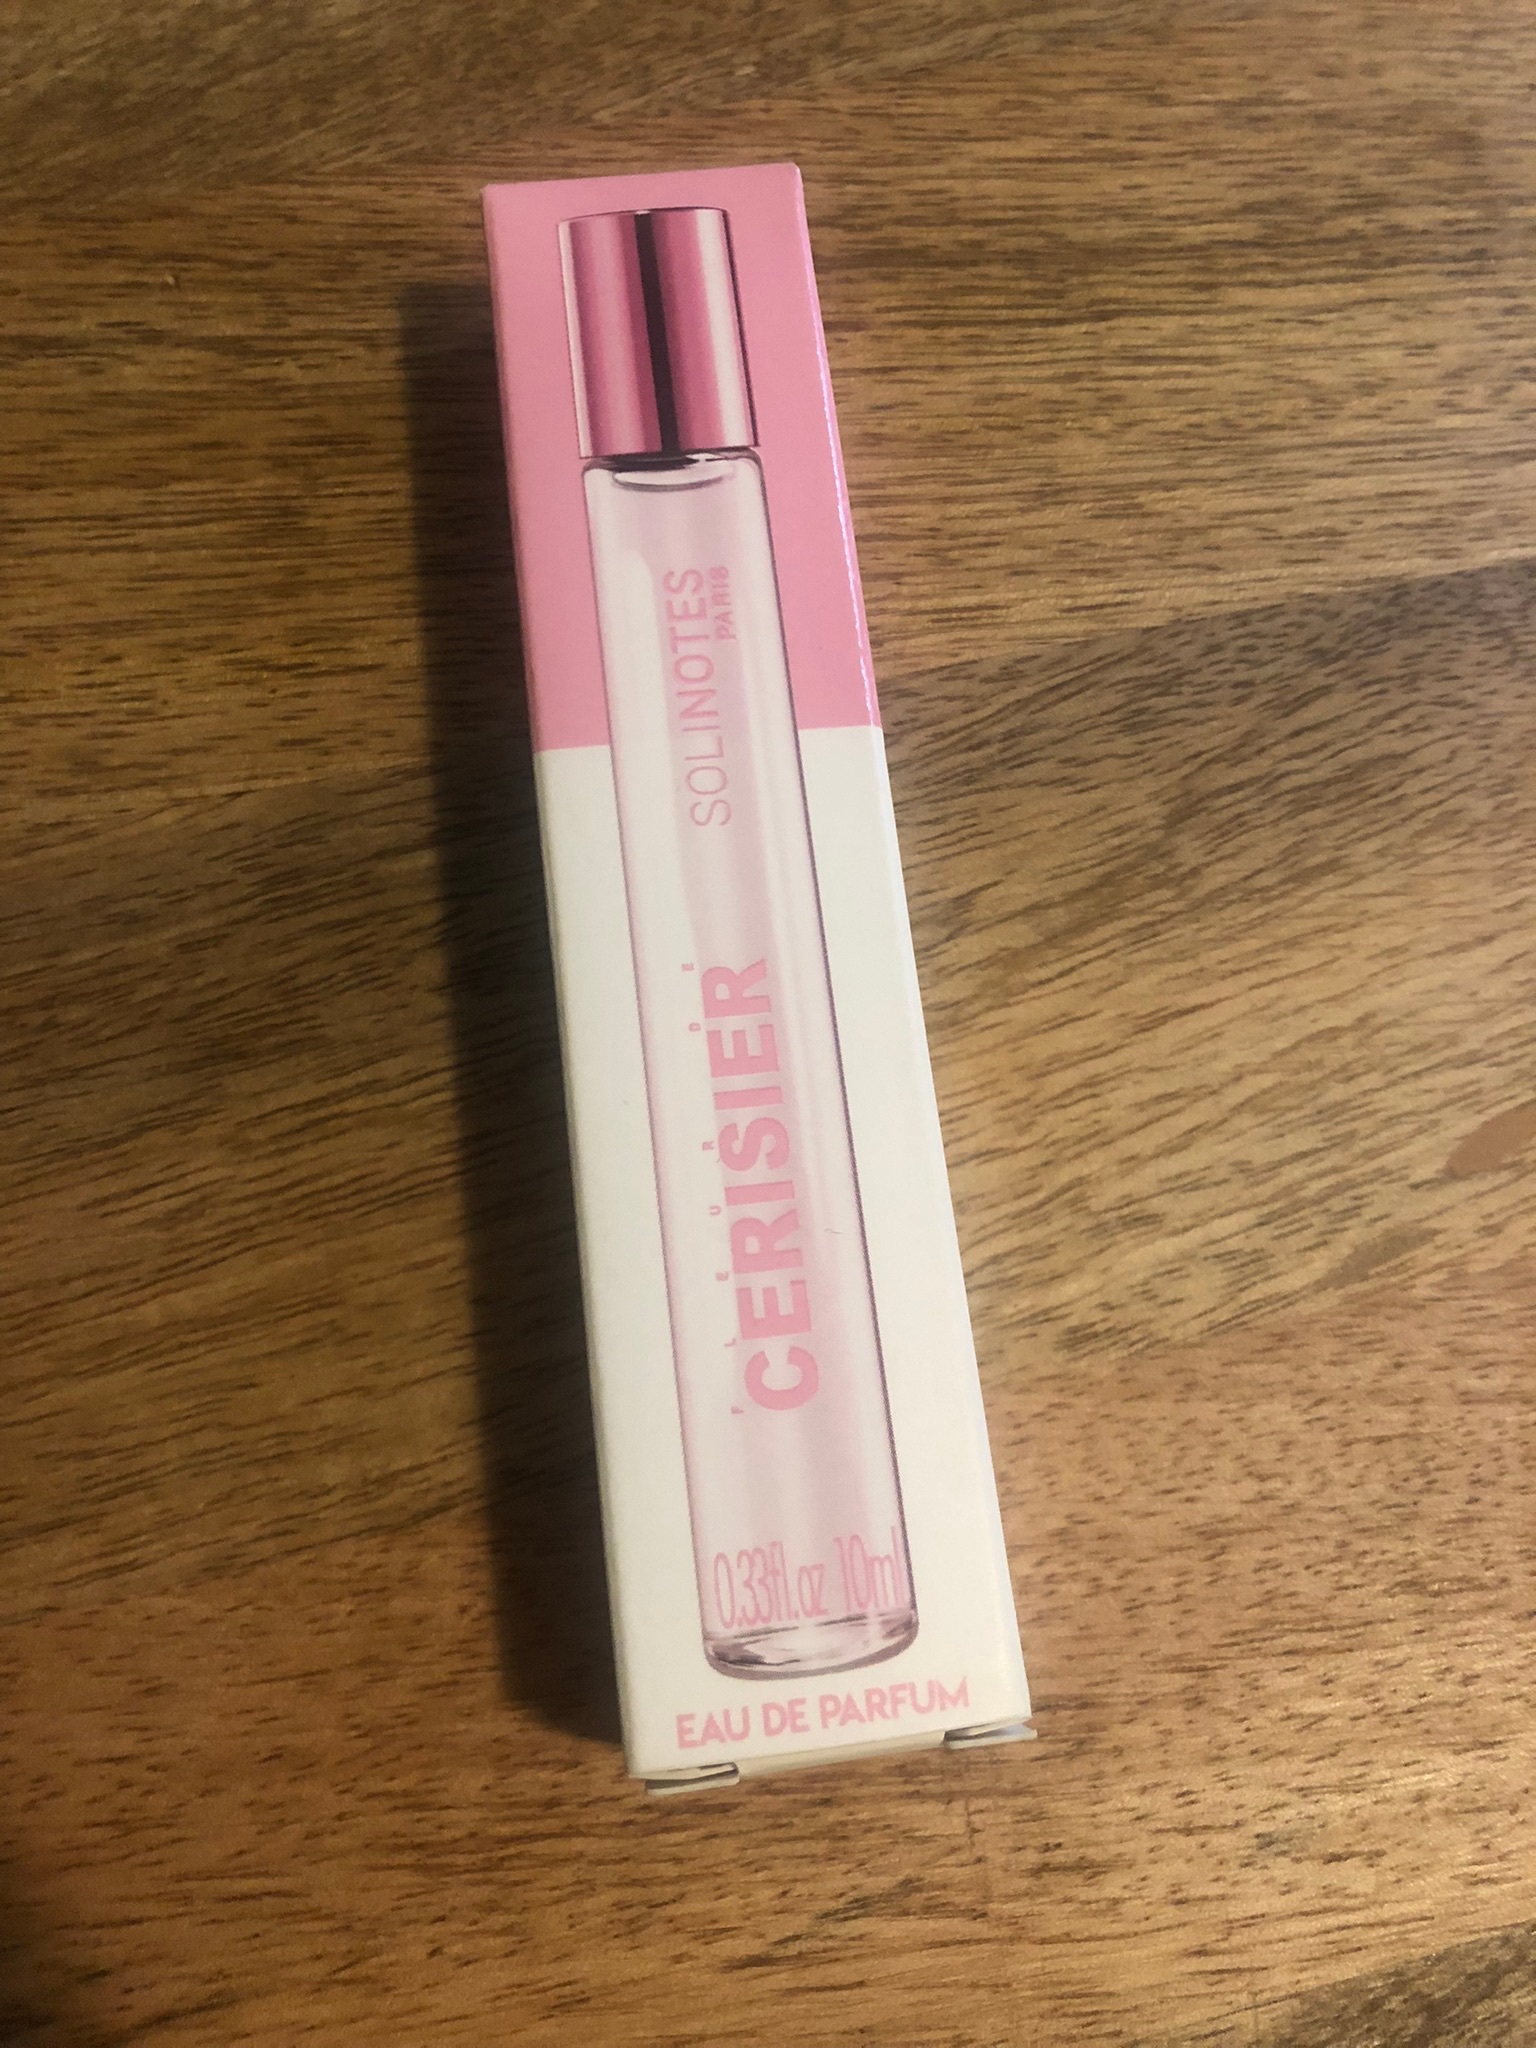 SOLINOTES
PARIS
FLEUR DE
CERISIER
0.33fl.oz 10ml
EAU DE PARFUM